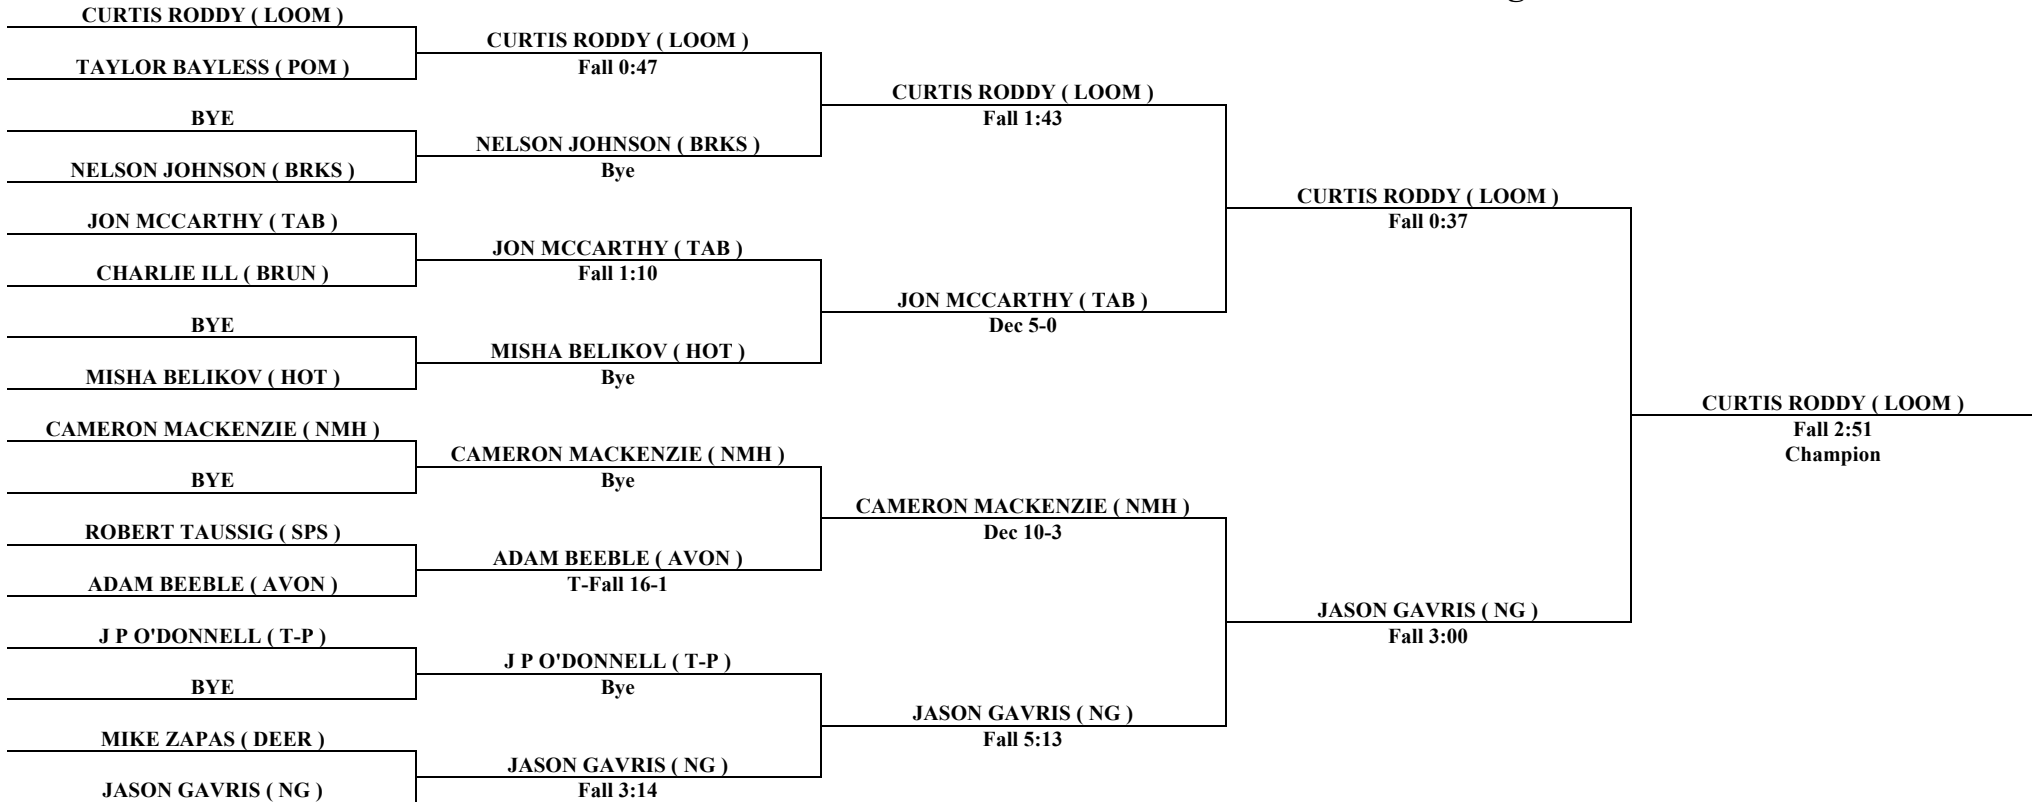 CURTIS RODDY ( LOOM )
TAYLOR BAYLESS ( POM )
BYE
NELSON JOHNSON ( BRKS )
JON MCCARTHY ( TAB )
CHARLIE ILL ( BRUN )
BYE
MISHA BELIKOV ( HOT )
CAMERON MACKENZIE ( NMH )
BYE
ROBERT TAUSSIG ( SPS )
ADAM BEEBLE ( AVON )
J P O'DONNELL ( T-P )
BYE
MIKE ZAPAS ( DEER )
JASON GAVRIS ( NG )
CURTIS RODDY ( LOOM )
Fall 0:47
NELSON JOHNSON ( BRKS )
Bye
JON MCCARTHY ( TAB )
Fall 1:10
MISHA BELIKOV ( HOT )
Bye
CAMERON MACKENZIE ( NMH )
Bye
ADAM BEEBLE ( AVON )
T-Fall 16-1
J P O'DONNELL ( T-P )
Bye
JASON GAVRIS ( NG )
Fall 3:14
CURTIS RODDY ( LOOM )
Fall 1:43
JON MCCARTHY ( TAB )
Dec 5-0
CAMERON MACKENZIE ( NMH )
Dec 10-3
JASON GAVRIS ( NG )
Fall 5:13
CURTIS RODDY ( LOOM )
Fall 0:37
JASON GAVRIS ( NG )
Fall 3:00
CURTIS RODDY ( LOOM )
Fall 2:51
Champion